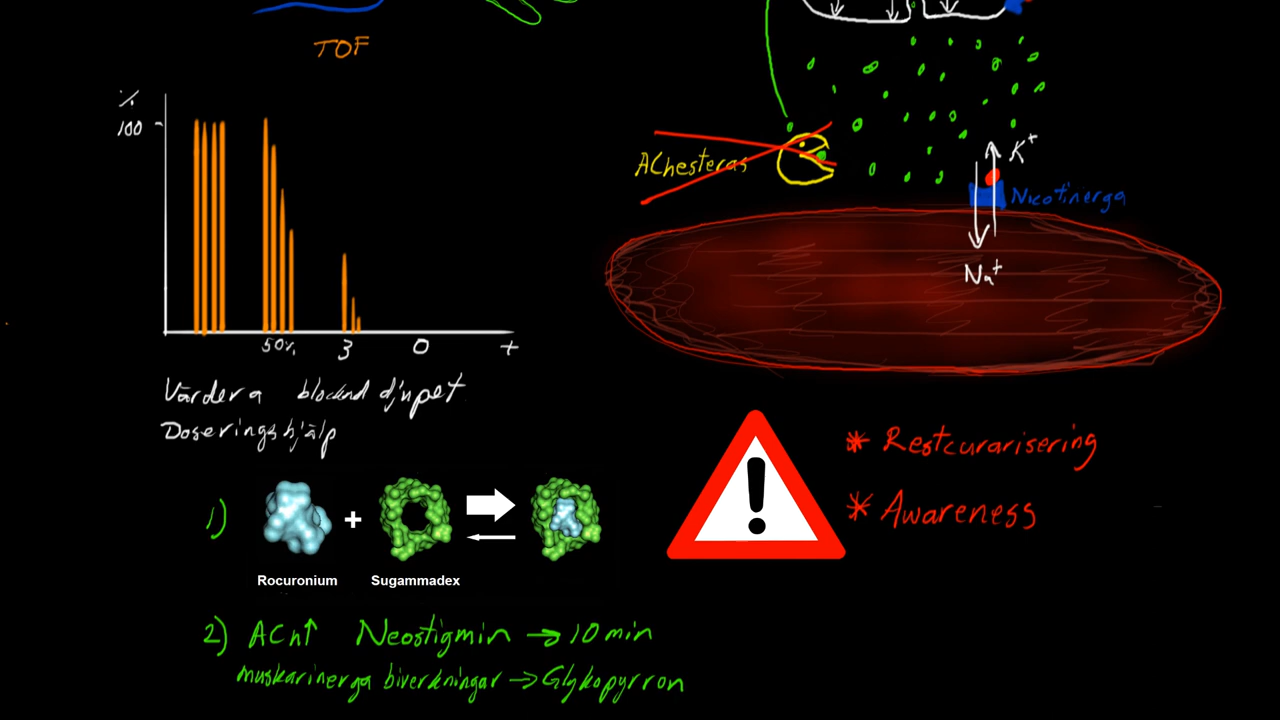 TOF
%
100
50% 3 0 +
Värdera blockad djupet
Doseringshjälp
AChesteras
K+
Nicotinerga
Na+
* Restcurarisering
* Awareness
1)
+
Rocuronium Sugammadex
2) ACh↑ Neostigmin → 10 min
muskarinerga biverkningar → Glykopyrron